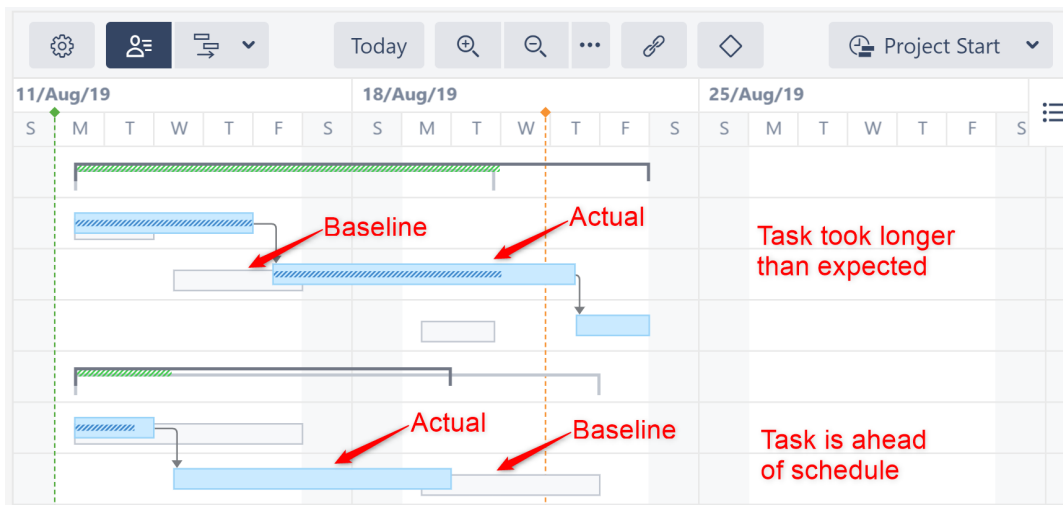 Today
Project Start
11/Aug/19 18/Aug/19 25/Aug/19
S M T W T F S S M T W T F S S M T W T F S
Baseline
Actual
Task took longer
than expected
Actual
Baseline
Task is ahead
of schedule